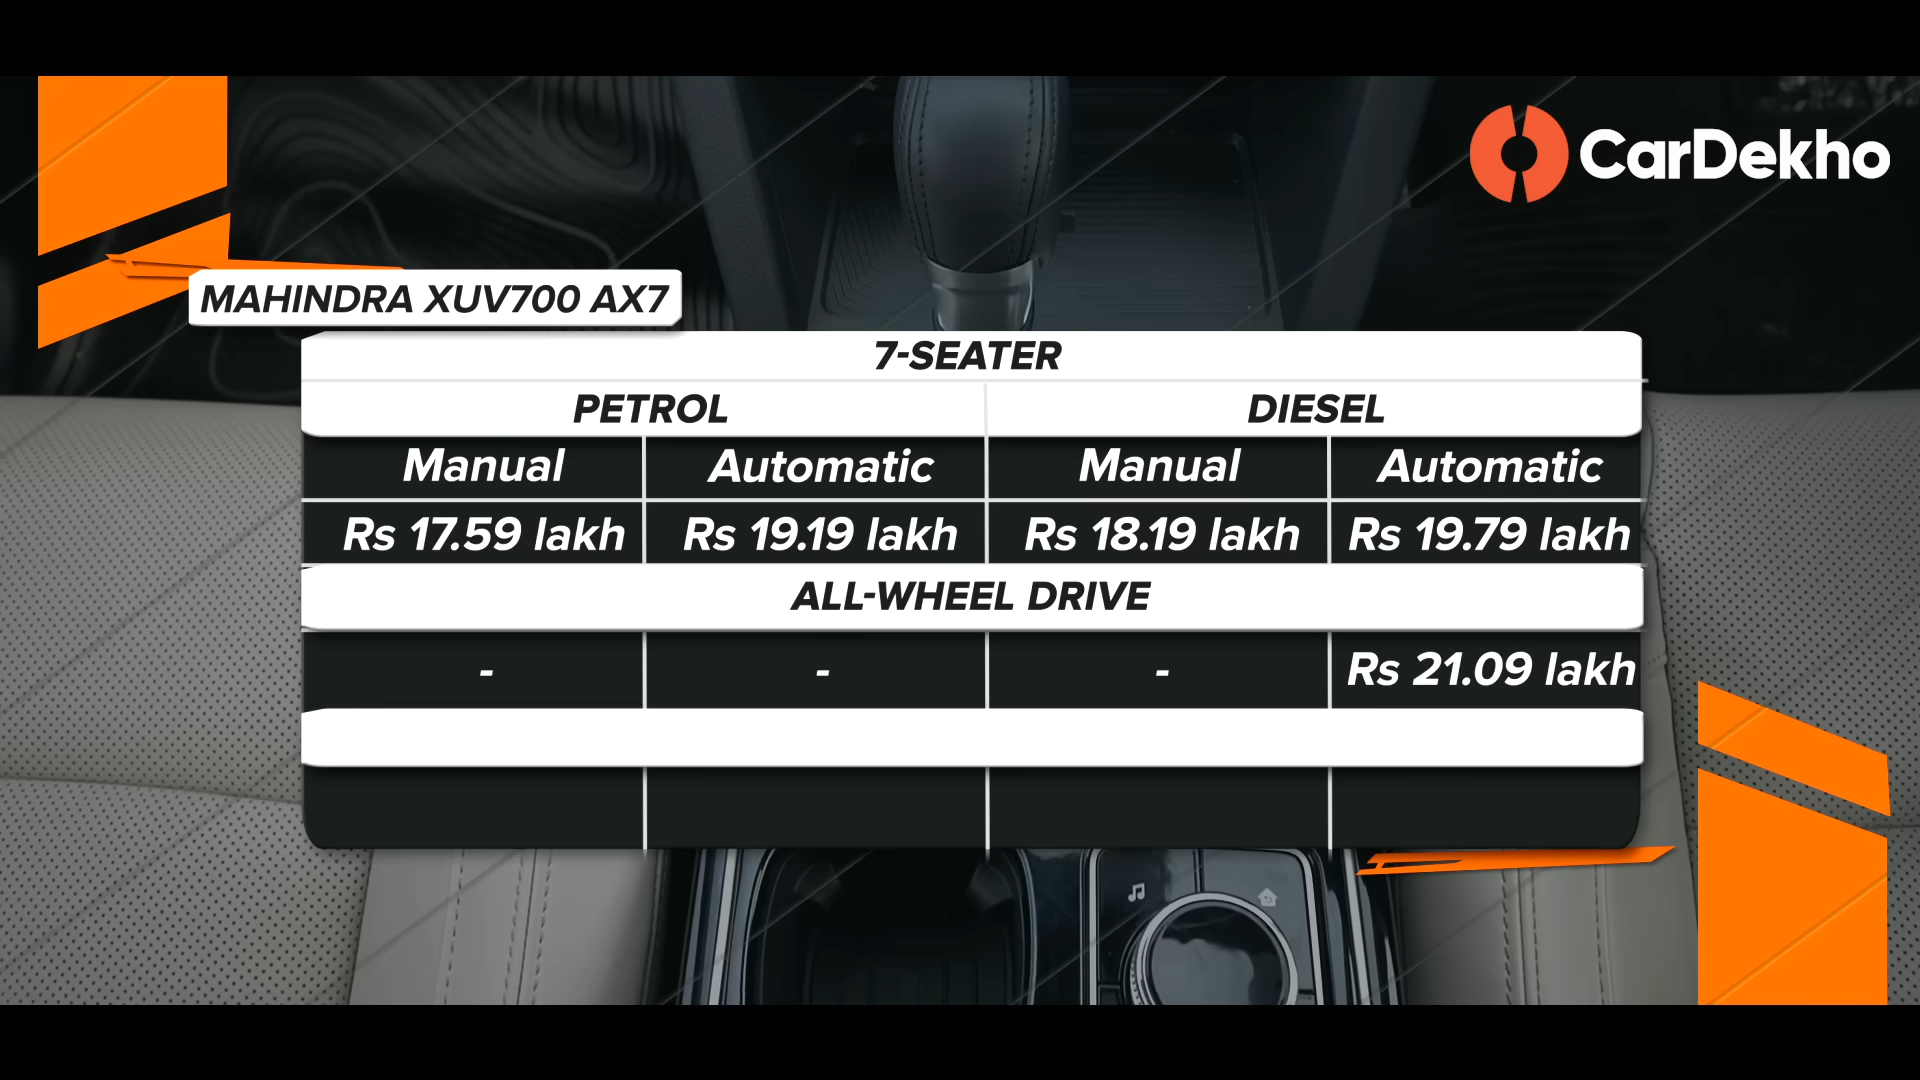 CarDekho
MAHINDRA XUV700 AX7
7-SEATER
PETROL DIESEL
Manual Automatic Manual Automatic
Rs 17.59 lakh Rs 19.19 lakh Rs 18.19 lakh Rs 19.79 lakh
ALL-WHEEL DRIVE
- - - Rs 21.09 lakh